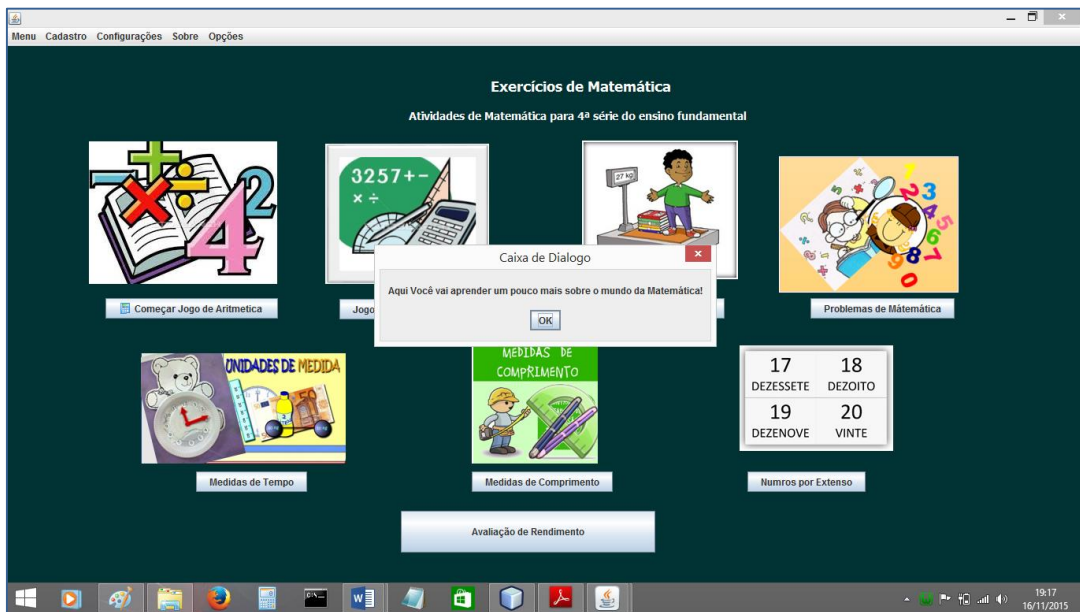 Menu Cadastro Configurações Sobre Opções
Exercícios de Matemática
Atividades de Matemática para 4ª série do ensino fundamental
3257+-
× ÷
27 kg
Caixa de Dialogo
Aqui Você vai aprender um pouco mais sobre o mundo da Matemática!
OK
Começar Jogo de Aritmetica
Jogo
Problemas de Mátemática
UNIDADES DE MEDIDA
MEDIDAS DE
COMPRIMENTO
17 18
DEZESSETE DEZOITO
19 20
DEZENOVE VINTE
Medidas de Tempo
Medidas de Comprimento
Numros por Extenso
Avaliação de Rendimento
19:17
16/11/2015